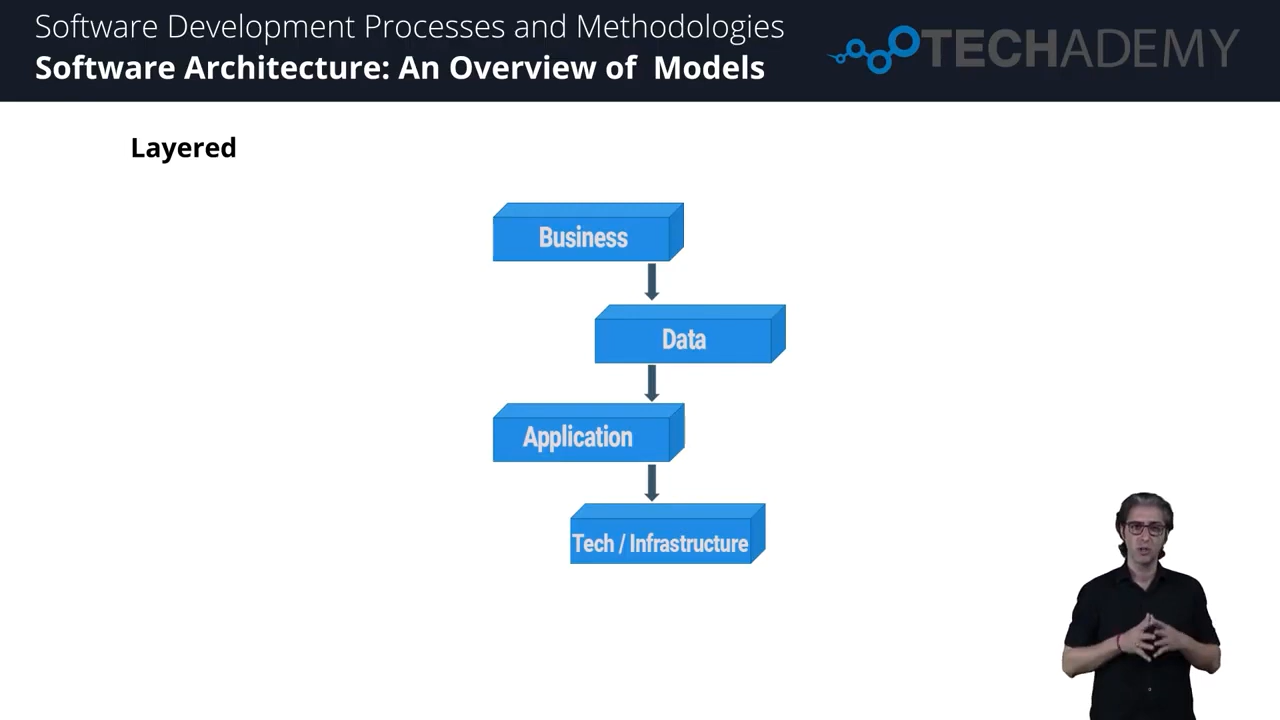 Software Development Processes and Methodologies
Software Architecture: An Overview of Models
TECHADEMY
Layered
Business
Data
Application
Tech / Infrastructure